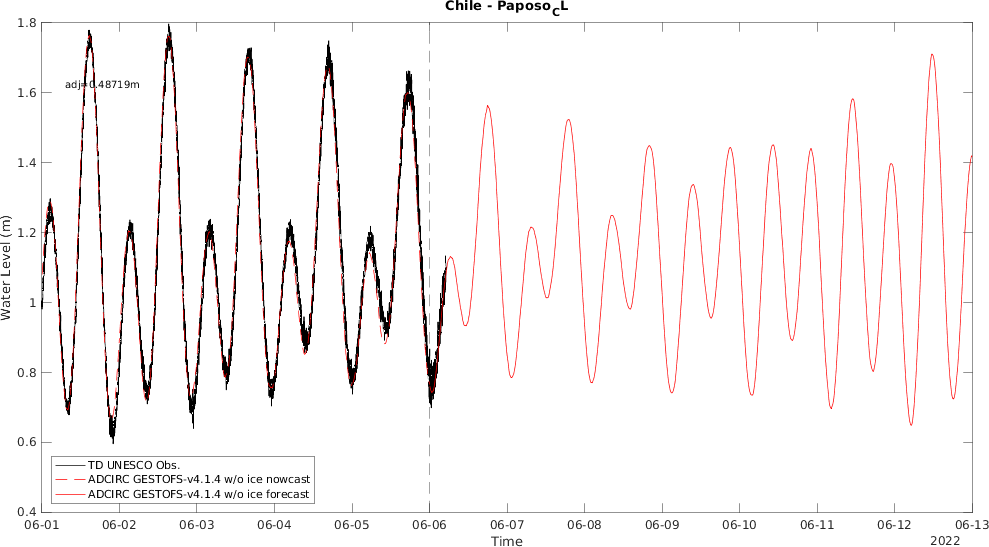 Chile - Paposo_CL
1.8
1.6
1.4
1.2
1
0.8
0.6
0.4
Water Level (m)
adj=0.48719m
TD UNESCO Obs.
ADCIRC GESTOFS-v4.1.4 w/o ice nowcast
ADCIRC GESTOFS-v4.1.4 w/o ice forecast
06-01 06-02 06-03 06-04 06-05 06-06 06-07 06-08 06-09 06-10 06-11 06-12 06-13
Time
2022